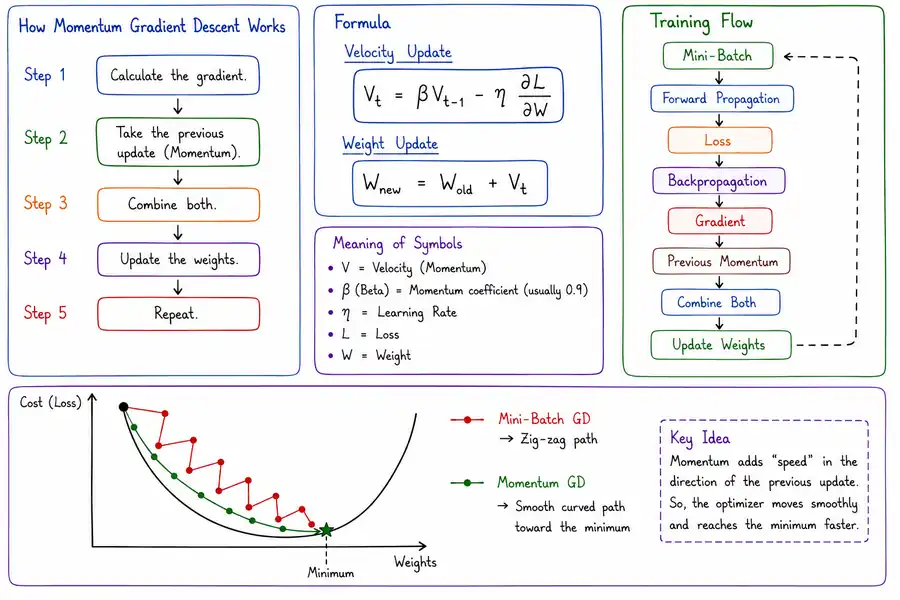 How Momentum Gradient Descent Works
Step 1
Calculate the gradient.
Step 2
Take the previous
update (Momentum).
Step 3
Combine both.
Step 4
Update the weights.
Step 5
Repeat.
Formula
Velocity Update
V_t = β V_{t-1} - η ∂L/∂W
Weight Update
W_new = W_old + V_t
Meaning of Symbols
• V = Velocity (Momentum)
• β (Beta) = Momentum coefficient (usually 0.9)
• η = Learning Rate
• L = Loss
• W = Weight
Training Flow
Mini-Batch
Forward Propagation
Loss
Backpropagation
Gradient
Previous Momentum
Combine Both
Update Weights
Cost (Loss)
Weights
Minimum
Mini-Batch GD
→ Zig-zag path
Momentum GD
→ Smooth curved path
toward the minimum
Key Idea
Momentum adds "speed" in the
direction of the previous update.
So, the optimizer moves smoothly
and reaches the minimum faster.